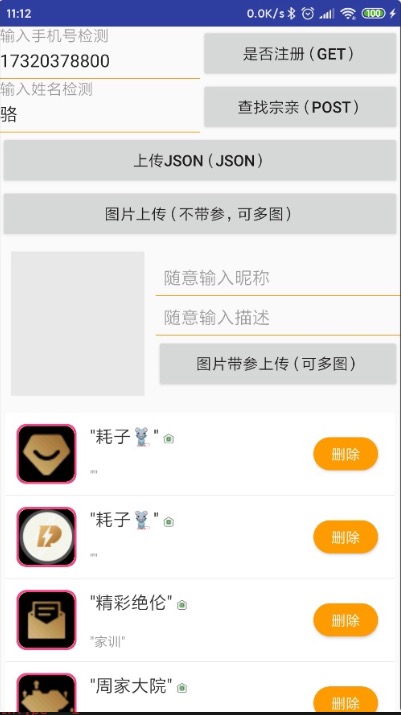 11:12
0.0K/s
100
输入手机号检测
17320378800
是否注册（GET）
输入姓名检测
骆
查找宗亲（POST）
上传JSON（JSON）
图片上传（不带参，可多图）
随意输入昵称
随意输入描述
图片带参上传（可多图）
"耗子🐭"
""
删除
"耗子🐭"
""
删除
"精彩绝伦"
"家训"
删除
"周家大院"
删除